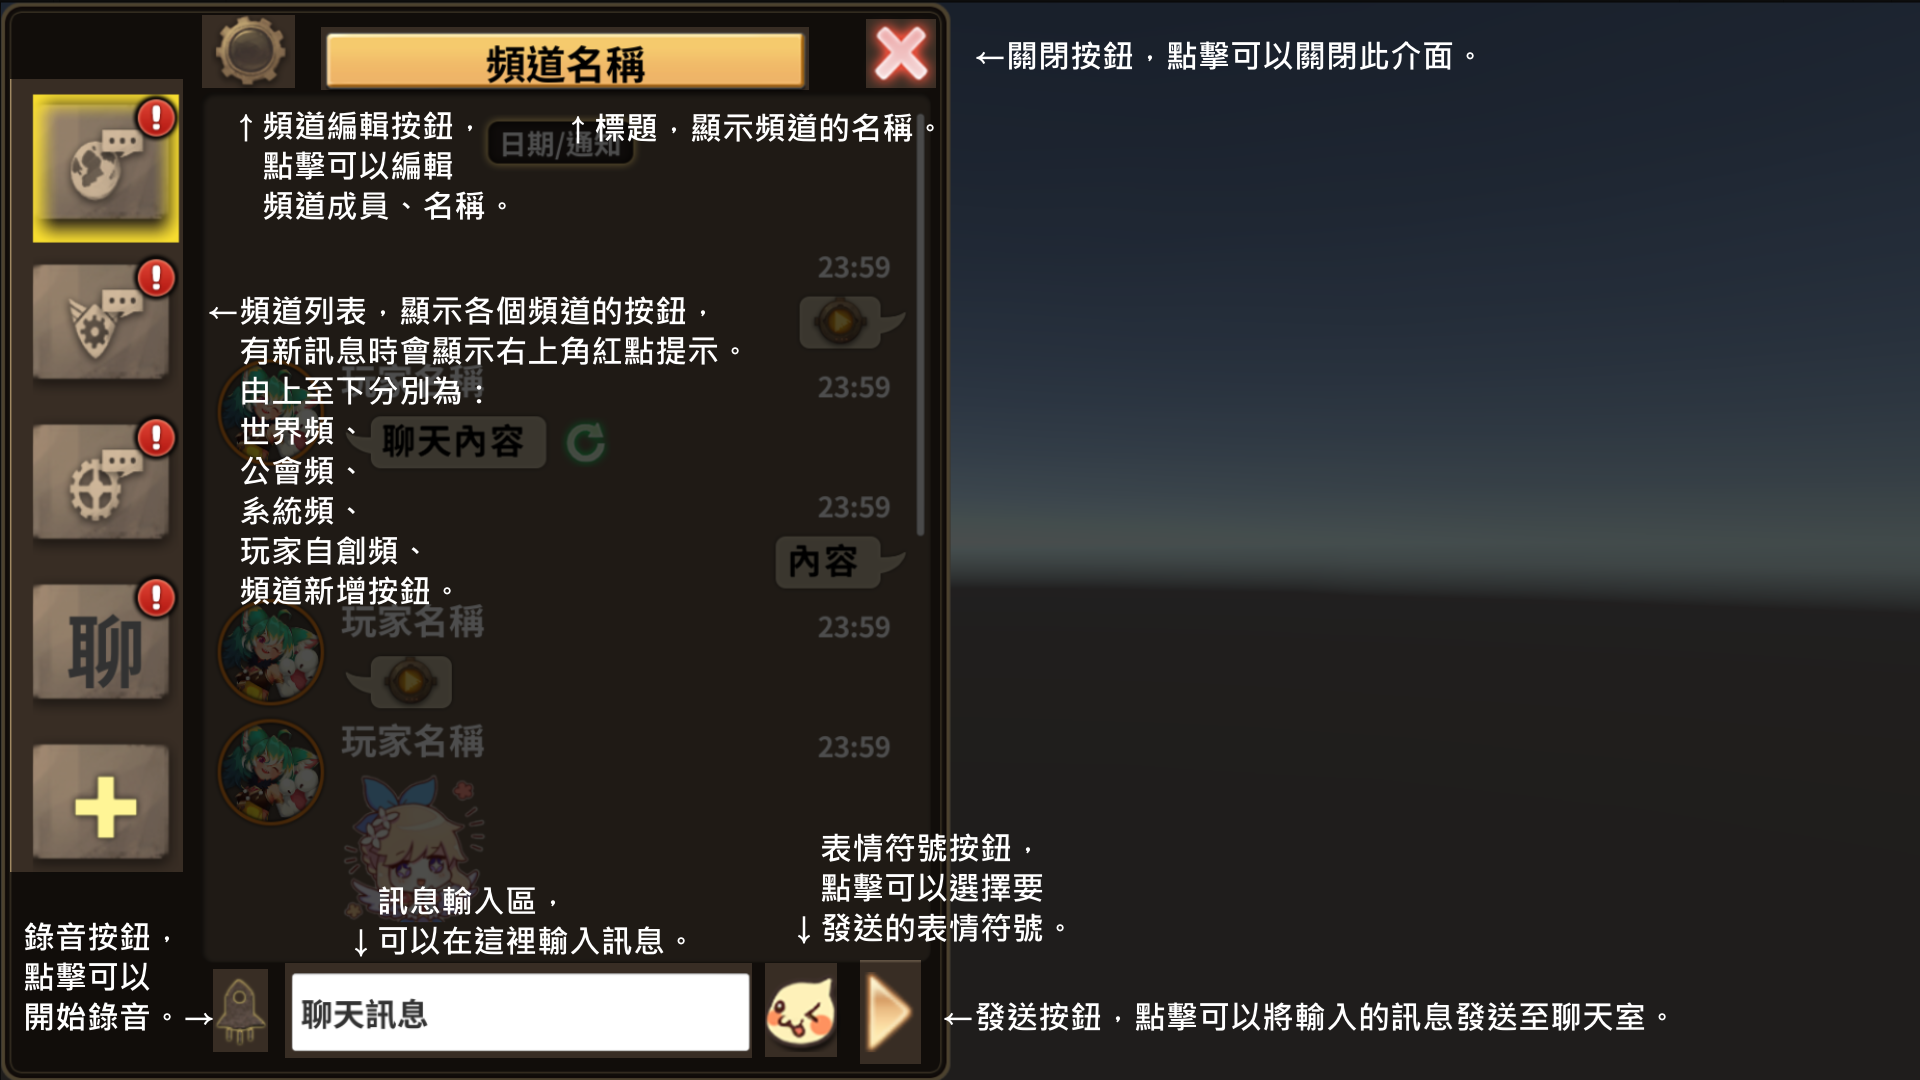 頻道名稱
←關閉按鈕，點擊可以關閉此介面。
↑頻道編輯按鈕，
點擊可以編輯
頻道成員、名稱。
↑標題，顯示頻道的名稱。
日期/通知
23:59
←頻道列表，顯示各個頻道的按鈕，
有新訊息時會顯示右上角紅點提示。
由上至下分別為：
世界頻、
公會頻、
系統頻、
玩家自創頻、
頻道新增按鈕。
玩家名稱
23:59
聊天內容
23:59
內容
聊
玩家名稱
23:59
玩家名稱
23:59
表情符號按鈕，
點擊可以選擇要
↓發送的表情符號。
訊息輸入區，
↓可以在這裡輸入訊息。
錄音按鈕，
點擊可以
開始錄音。→
聊天訊息
←發送按鈕，點擊可以將輸入的訊息發送至聊天室。